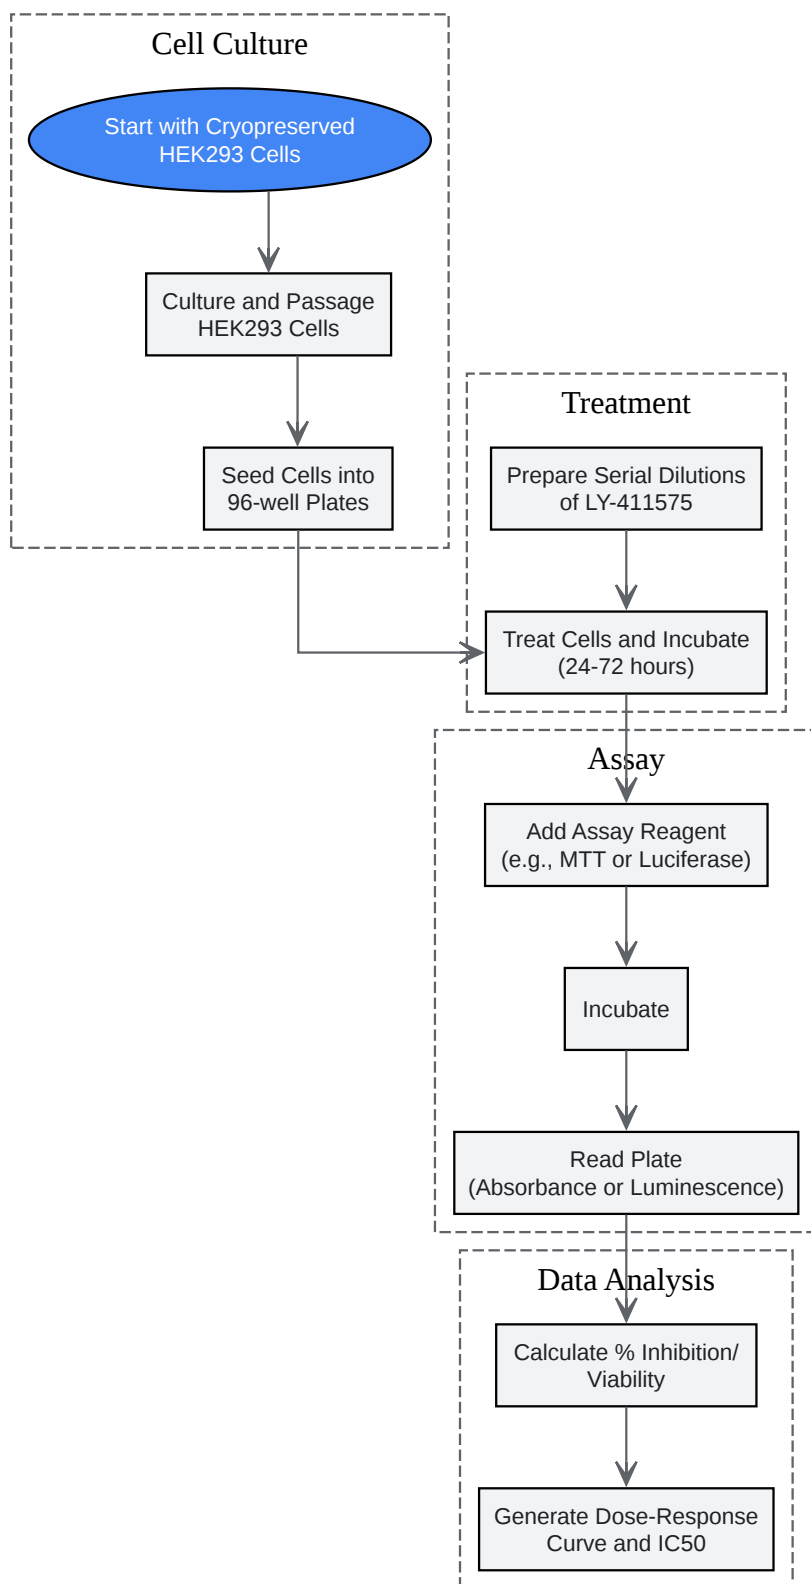 Cell Culture
Start with Cryopreserved
HEK293 Cells
Culture and Passage
HEK293 Cells
Seed Cells into
96-well Plates
Treatment
Prepare Serial Dilutions
of LY-411575
Treat Cells and Incubate
(24-72 hours)
Assay
Add Assay Reagent
(e.g., MTT or Luciferase)
Incubate
Read Plate
(Absorbance or Luminescence)
Data Analysis
Calculate % Inhibition/
Viability
Generate Dose-Response
Curve and IC50